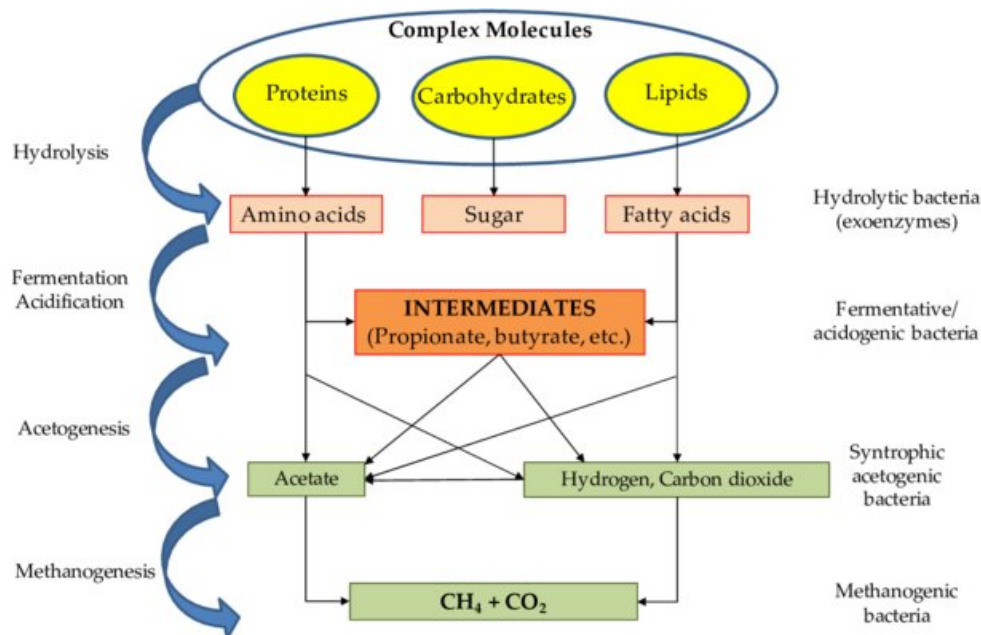 Complex Molecules
Proteins
Carbohydrates
Lipids
Hydrolysis
Amino acids
Sugar
Fatty acids
Hydrolytic bacteria
(exoenzymes)
Fermentation
Acidification
INTERMEDIATES
(Propionate, butyrate, etc.)
Fermentative/
acidogenic bacteria
Acetogenesis
Acetate
Hydrogen, Carbon dioxide
Syntrophic
acetogenic
bacteria
Methanogenesis
CH₄ + CO₂
Methanogenic
bacteria